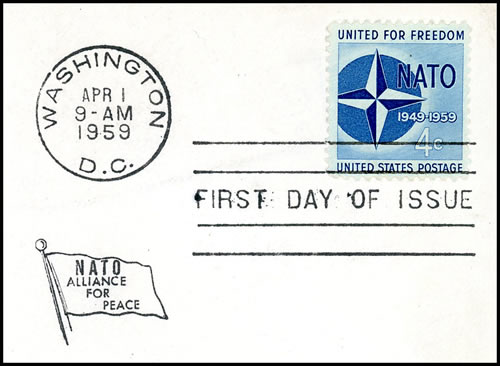 WASHINGTON
APR 1
9-AM
1959
D.C.
UNITED FOR FREEDOM
NATO
1949-1959
4c
UNITED STATES POSTAGE
FIRST DAY OF ISSUE
NATO
ALLIANCE
FOR
PEACE